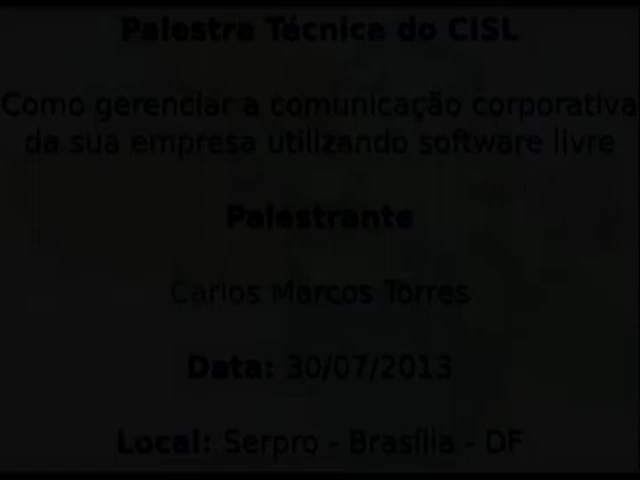 Palestra Técnica do CISL
Como gerenciar a comunicação corporativa
da sua empresa utilizando software livre
Palestrante
Carlos Marcos Torres
Data: 30/07/2013
Local: Serpro - Brasília - DF